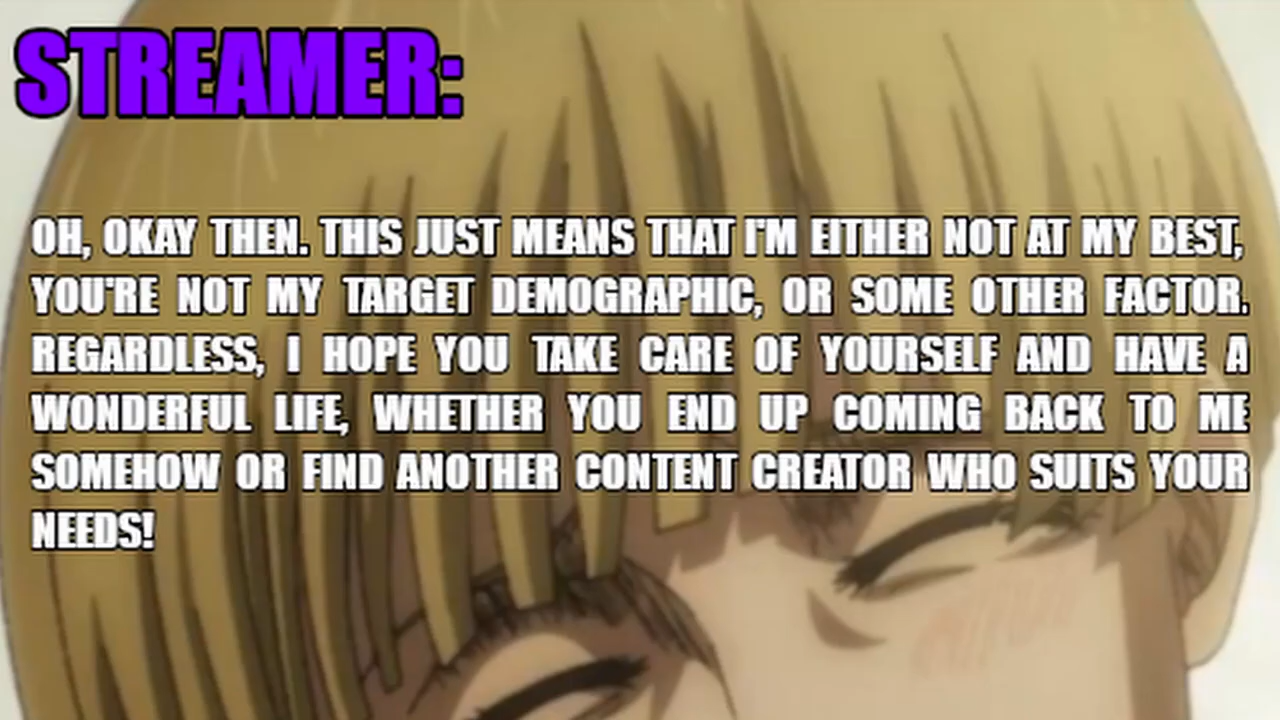 STREAMER:
OH, OKAY THEN. THIS JUST MEANS THAT I'M EITHER NOT AT MY BEST,
YOU'RE NOT MY TARGET DEMOGRAPHIC, OR SOME OTHER FACTOR.
REGARDLESS, I HOPE YOU TAKE CARE OF YOURSELF AND HAVE A
WONDERFUL LIFE, WHETHER YOU END UP COMING BACK TO ME
SOMEHOW OR FIND ANOTHER CONTENT CREATOR WHO SUITS YOUR
NEEDS!